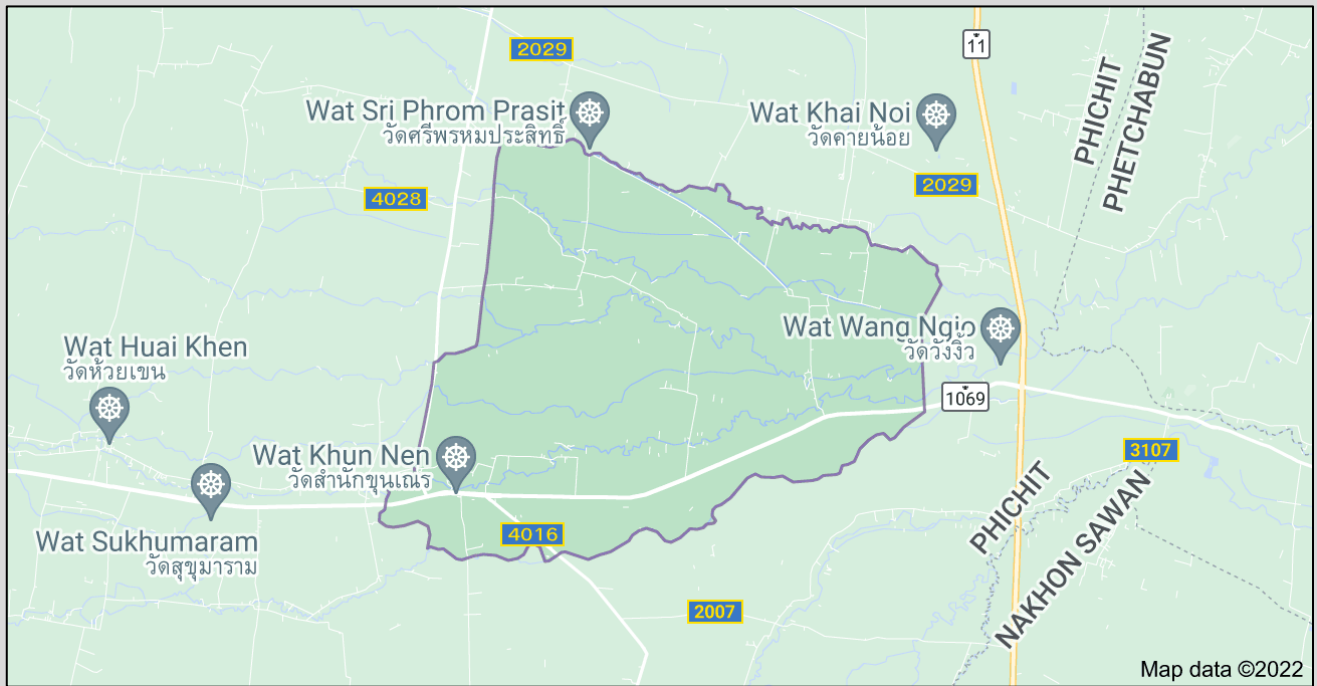 2029
11
PHICHIT
PHETCHABUN
Wat Sri Phrom Prasit
วัดศรีพรหมประสิทธิ์
Wat Khai Noi
วัดคายน้อย
4028
2029
Wat Wang Ngio
วัดวังงิ้ว
Wat Huai Khen
วัดห้วยเขน
1069
Wat Khun Nen
วัดสำนักขุนเณร
3107
Wat Sukhumaram
วัดสุขุมาราม
4016
PHICHIT
NAKHON SAWAN
2007
Map data ©2022